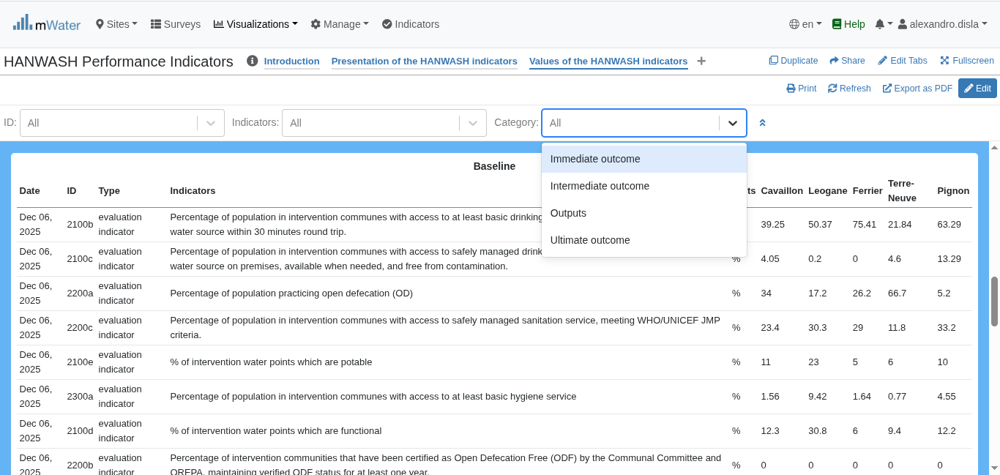 mWater Sites Surveys Visualizations Manage Indicators en Help alexandro.disla
HANWASH Performance Indicators Introduction Presentation of the HANWASH indicators Values of the HANWASH indicators Duplicate Share Edit Tabs Fullscreen
Print Refresh Export as PDF Edit
ID: All Indicators: All Category: All
Immediate outcome
Intermediate outcome
Outputs
Ultimate outcome
Baseline
Date ID Type Indicators ts Cavaillon Leogane Ferrier Terre-
Neuve Pignon
Dec 06, 2100b evaluation Percentage of population in intervention communes with access to at least basic drinking 39.25 50.37 75.41 21.84 63.29
2025 indicator water source within 30 minutes round trip.
Dec 06, 2100c evaluation Percentage of population in intervention communes with access to safely managed drink % 4.05 0.2 0 4.6 13.29
2025 indicator water source on premises, available when needed, and free from contamination.
Dec 06, 2200a evaluation Percentage of population practicing open defecation (OD) % 34 17.2 26.2 66.7 5.2
2025 indicator
Dec 06, 2200c evaluation Percentage of population in intervention communes with access to safely managed sanitation service, meeting WHO/UNICEF JMP % 23.4 30.3 29 11.8 33.2
2025 indicator criteria.
Dec 06, 2100e evaluation % of intervention water points which are potable % 11 23 5 6 10
2025 indicator
Dec 06, 2300a evaluation Percentage of population in intervention communes with access to at least basic hygiene service % 1.56 9.42 1.64 0.77 4.55
2025 indicator
Dec 06, 2100d evaluation % of intervention water points which are functional % 12.3 30.8 6 9.4 12.2
2025 indicator
Dec 06, 2200b evaluation Percentage of intervention communities that have been certified as Open Defecation Free (ODF) by the Communal Committee and % 0 0 0 0 0
2025 indicator OREPA, maintaining verified ODF status for at least one year.